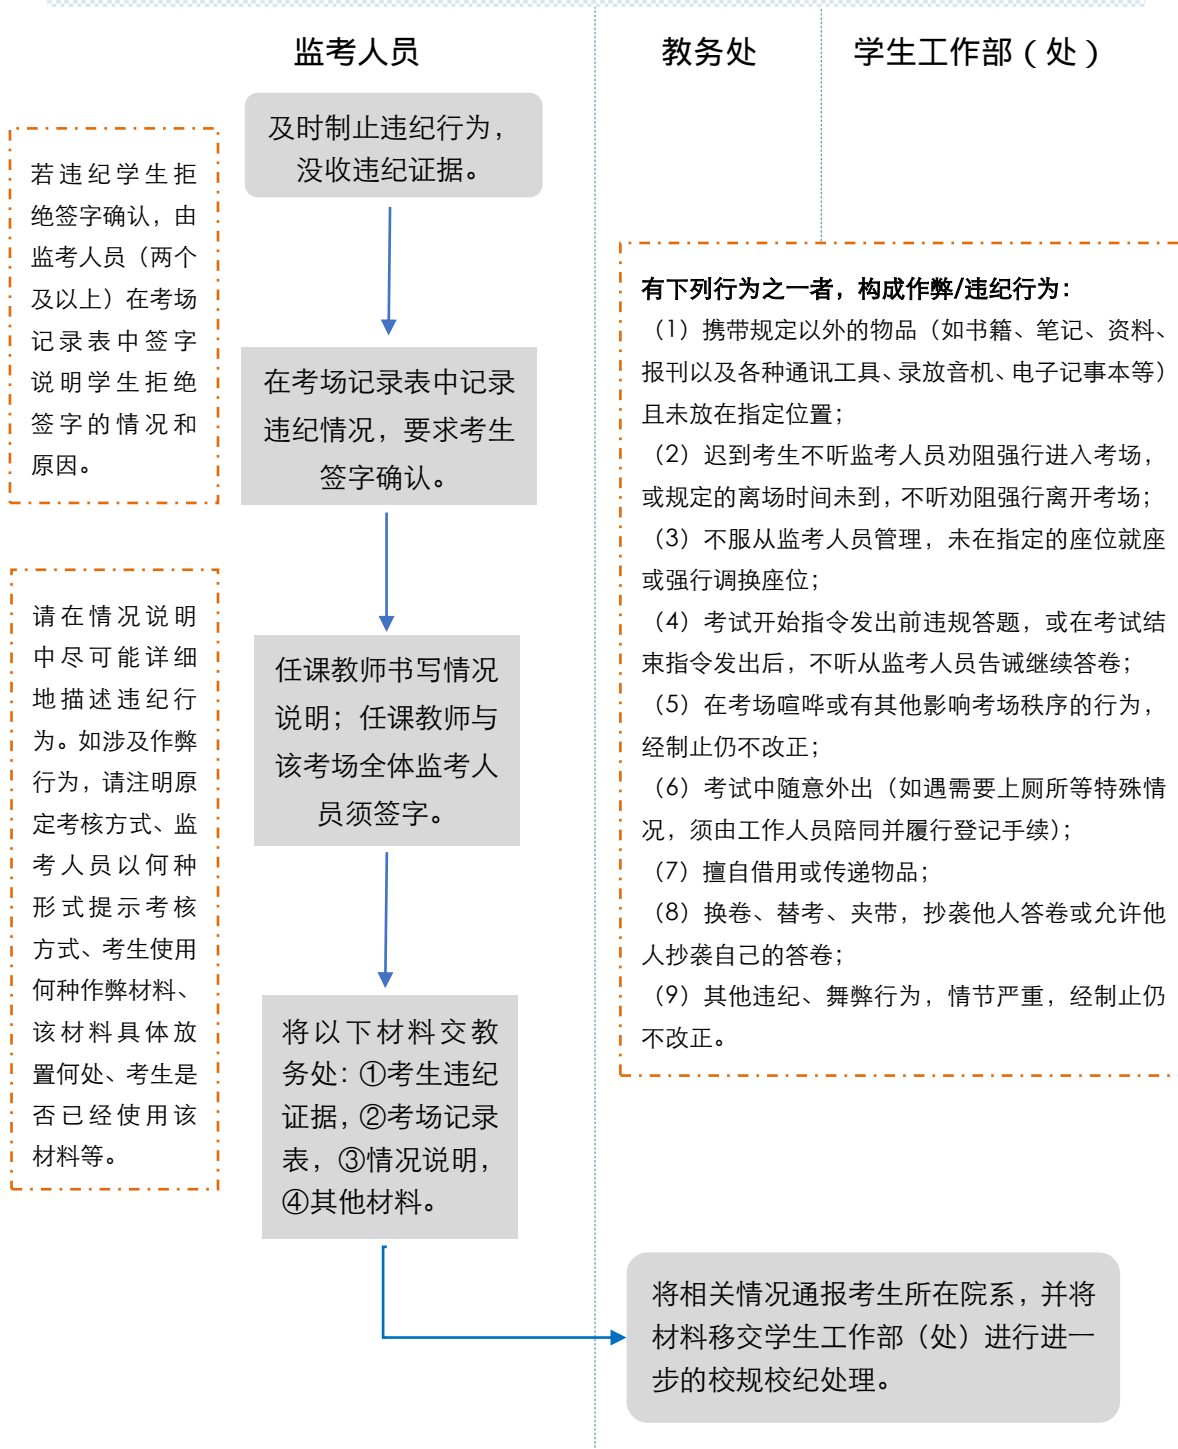 监考人员
教务处
学生工作部（处）
及时制止违纪行为，
没收违纪证据。
若违纪学生拒
绝签字确认，由
监考人员（两个
及以上）在考场
记录表中签字
说明学生拒绝
签字的情况和
原因。
在考场记录表中记录
违纪情况，要求考生
签字确认。
请在情况说明
中尽可能详细
地描述违纪行
为。如涉及作弊
行为，请注明原
定考核方式、监
考人员以何种
形式提示考核
方式、考生使用
何种作弊材料、
该材料具体放
置何处、考生是
否已经使用该
材料等。
任课教师书写情况
说明；任课教师与
该考场全体监考人
员须签字。
将以下材料交教
务处：①考生违纪
证据，②考场记录
表，③情况说明，
④其他材料。
有下列行为之一者，构成作弊/违纪行为：
（1）携带规定以外的物品（如书籍、笔记、资料、
报刊以及各种通讯工具、录放音机、电子记事本等）
且未放在指定位置；
（2）迟到考生不听监考人员劝阻强行进入考场，
或规定的离场时间未到，不听劝阻强行离开考场；
（3）不服从监考人员管理，未在指定的座位就座
或强行调换座位；
（4）考试开始指令发出前违规答题，或在考试结
束指令发出后，不听从监考人员告诫继续答卷；
（5）在考场喧哗或有其他影响考场秩序的行为，
经制止仍不改正；
（6）考试中随意外出（如遇需要上厕所等特殊情
况，须由工作人员陪同并履行登记手续）；
（7）擅自借用或传递物品；
（8）换卷、替考、夹带，抄袭他人答卷或允许他
人抄袭自己的答卷；
（9）其他违纪、舞弊行为，情节严重，经制止仍
不改正。
将相关情况通报考生所在院系，并将
材料移交学生工作部（处）进行进一
步的校规校纪处理。